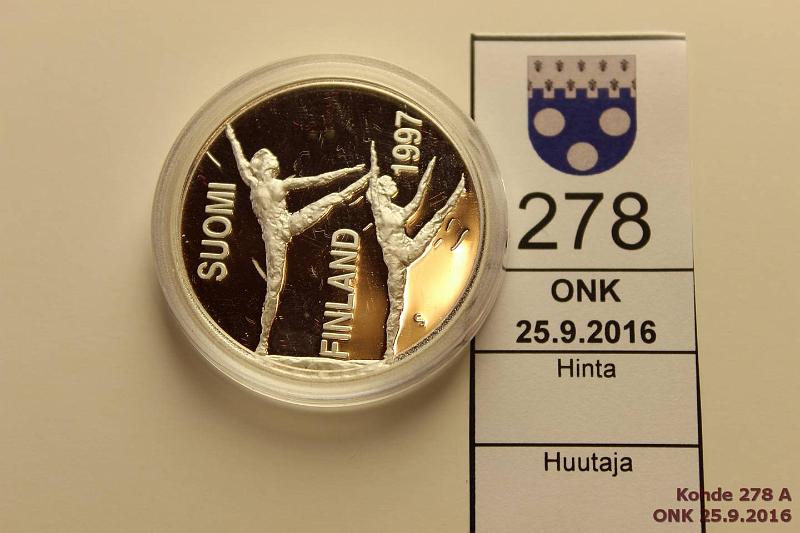 SUOMI
FINLAND
1997
278
ONK
25.9.2016
Hinta
Huutaja
Konde 278 A
ONK 25.9.2016